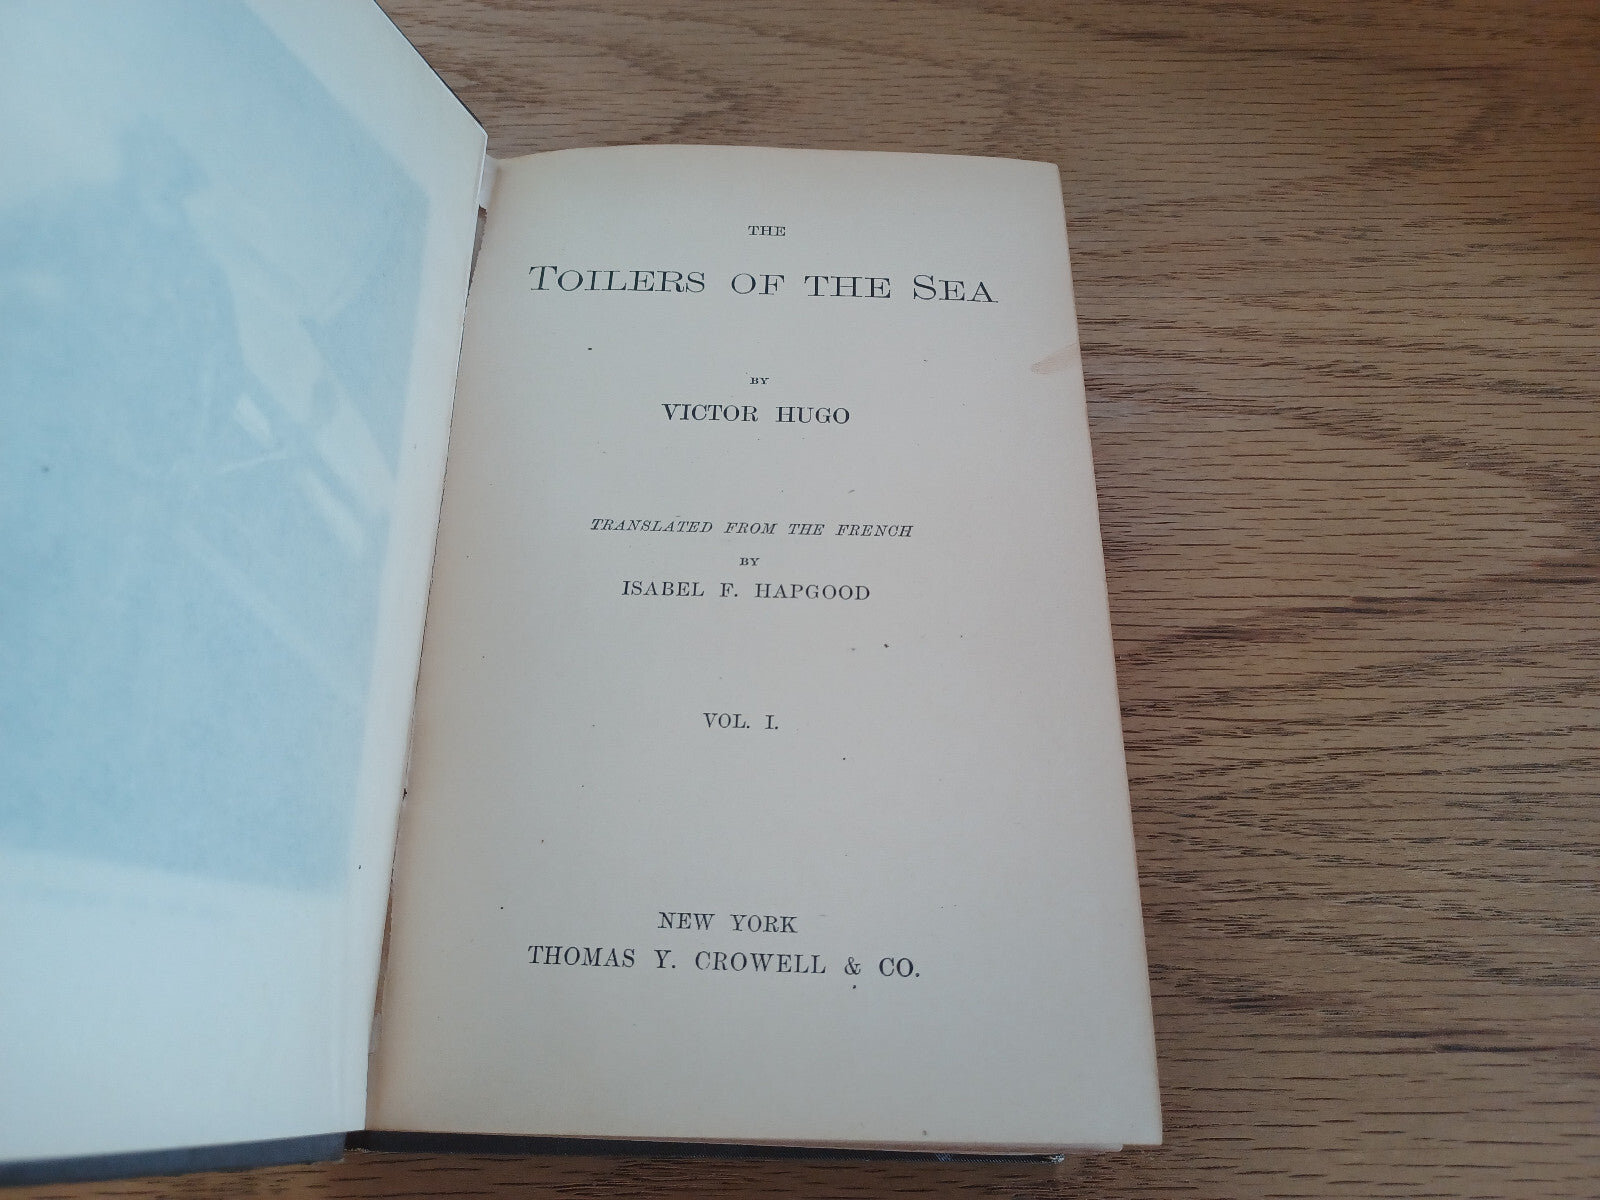 THE
TOILERS OF THE SEA
BY
VICTOR HUGO
TRANSLATED FROM THE FRENCH
BY
ISABEL F. HAPGOOD
VOL. I.
NEW YORK
THOMAS Y. CROWELL & CO.